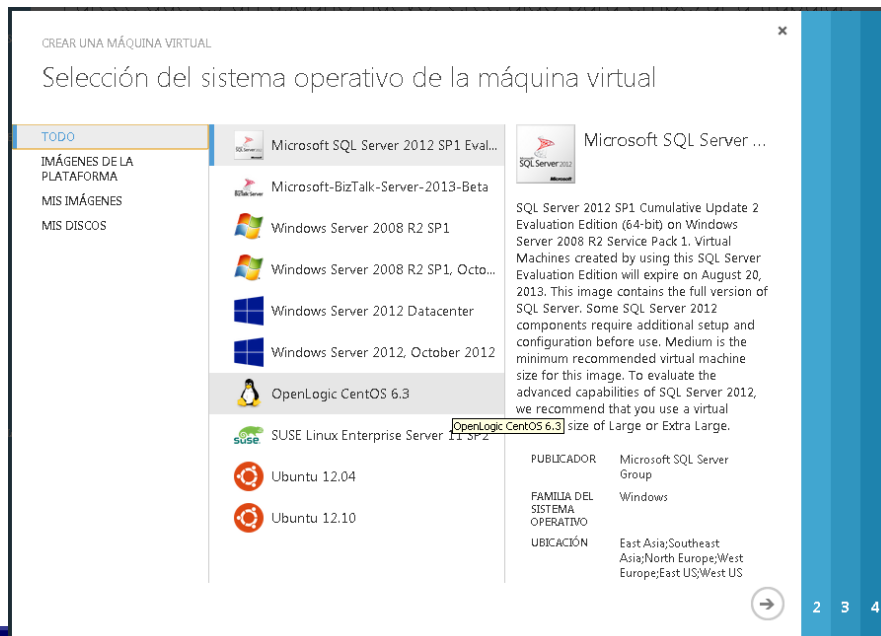 CREAR UNA MÁQUINA VIRTUAL
Selección del sistema operativo de la máquina virtual
TODO
IMÁGENES DE LA
PLATAFORMA
MIS IMÁGENES
MIS DISCOS
Microsoft SQL Server 2012 SP1 Eval...
Microsoft-BizTalk-Server-2013-Beta
Windows Server 2008 R2 SP1
Windows Server 2008 R2 SP1, Octo...
Windows Server 2012 Datacenter
Windows Server 2012, October 2012
OpenLogic CentOS 6.3
SUSE Linux Enterprise Server 11 SP2
Ubuntu 12.04
Ubuntu 12.10
OpenLogic CentOS 6.3
SQL Server 2012
Microsoft
Microsoft SQL Server ...
SQL Server 2012 SP1 Cumulative Update 2
Evaluation Edition (64-bit) on Windows
Server 2008 R2 Service Pack 1. Virtual
Machines created by using this SQL Server
Evaluation Edition will expire on August 20,
2013. This image contains the full version of
SQL Server. Some SQL Server 2012
components require additional setup and
configuration before use. Medium is the
minimum recommended virtual machine
size for this image. To evaluate the
advanced capabilities of SQL Server 2012,
we recommend that you use a virtual
size of Large or Extra Large.
PUBLICADOR Microsoft SQL Server
Group
FAMILIA DEL
SISTEMA
OPERATIVO Windows
UBICACIÓN East Asia;Southeast
Asia;North Europe;West
Europe;East US;West US
2 3 4